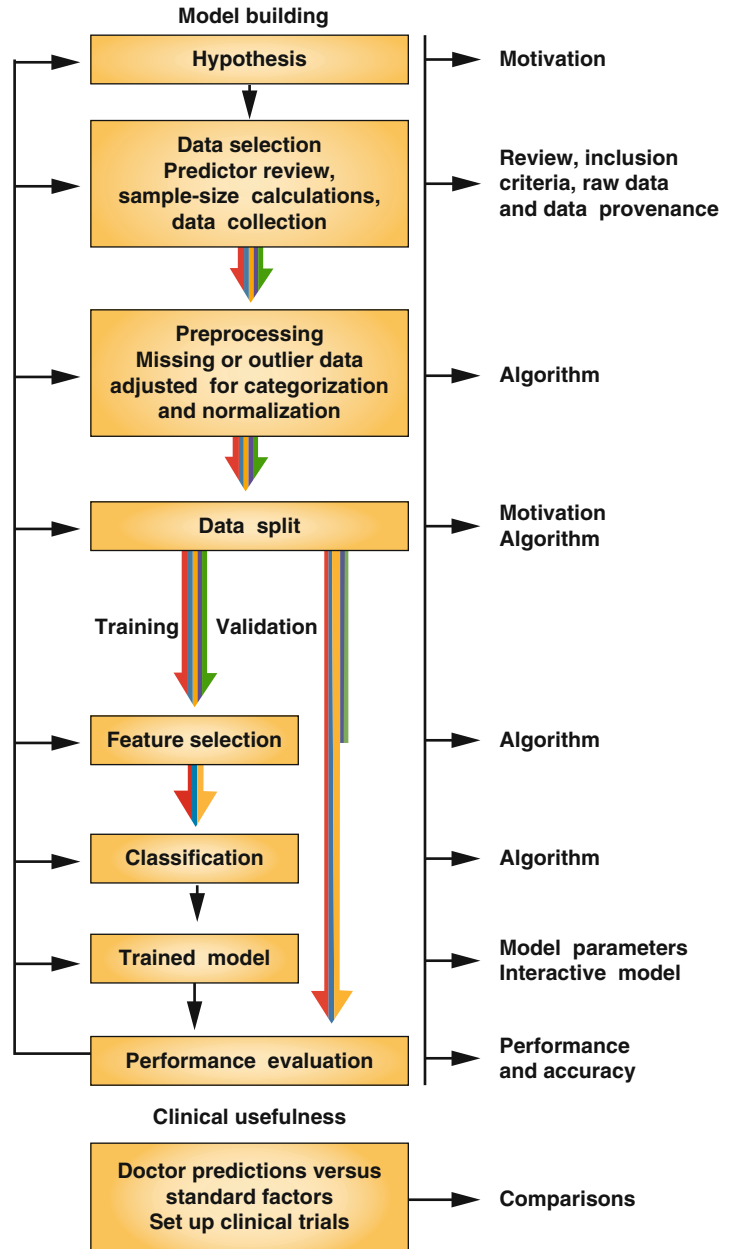 Model building
Hypothesis
Motivation
Data selection
Predictor review,
sample-size calculations,
data collection
Review, inclusion
criteria, raw data
and data provenance
Preprocessing
Missing or outlier data
adjusted for categorization
and normalization
Algorithm
Data split
Motivation
Algorithm
Training
Validation
Feature selection
Algorithm
Classification
Algorithm
Trained model
Model parameters
Interactive model
Performance evaluation
Performance
and accuracy
Clinical usefulness
Doctor predictions versus
standard factors
Set up clinical trials
Comparisons